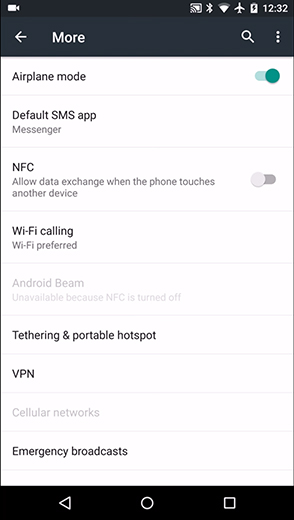 12:32
More
Airplane mode
Default SMS app
Messenger
NFC
Allow data exchange when the phone touches
another device
Wi-Fi calling
Wi-Fi preferred
Android Beam
Unavailable because NFC is turned off
Tethering & portable hotspot
VPN
Cellular networks
Emergency broadcasts